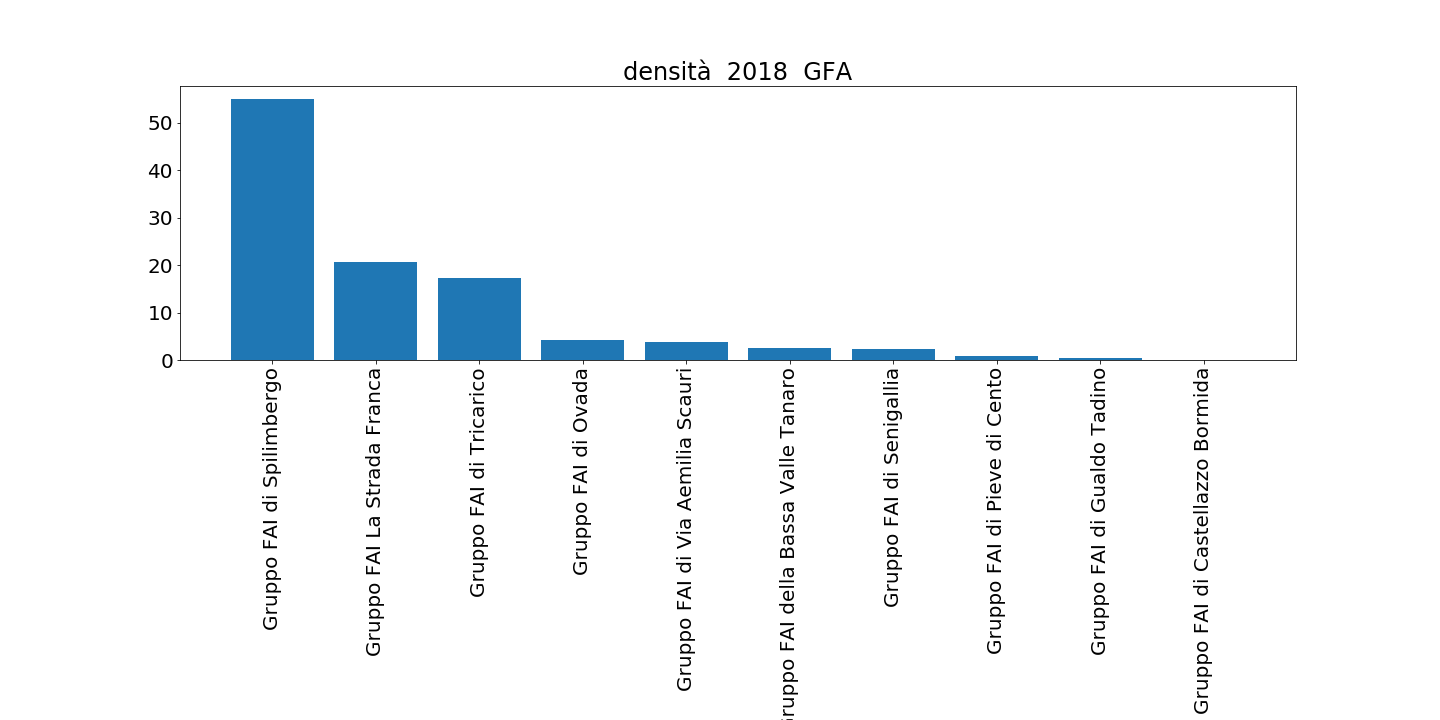 densità 2018 GFA
50
40
30
20
10
0
Gruppo FAI di Spilimbergo
Gruppo FAI La Strada Franca
Gruppo FAI di Tricarico
Gruppo FAI di Ovada
Gruppo FAI di Via Aemilia Scauri
FAI della Bassa Valle Tanaro
Gruppo FAI di Senigallia
Gruppo FAI di Pieve di Cento
Gruppo FAI di Gualdo Tadino
Gruppo FAI di Castellazzo Bormida